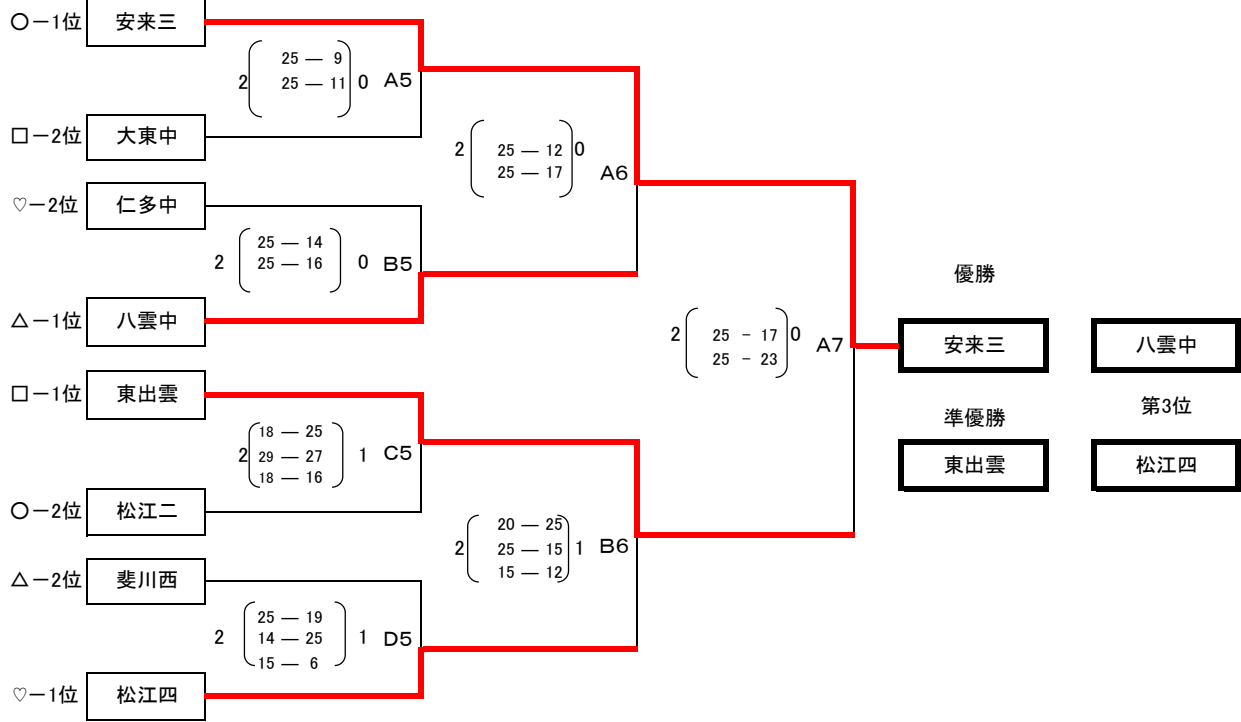 ○－1位 安来三
2 25 ― 9 0 A5
25 ― 11
□－2位 大東中
2 25 ― 12 0 A6
25 ― 17
♡－2位 仁多中
2 25 ― 14 0 B5
25 ― 16
△－1位 八雲中
優勝
2 25 － 17 0 A7
25 － 23
安来三 八雲中
□－1位 東出雲
準優勝 第3位
東出雲 松江四
18 ― 25
2 29 ― 27 1 C5
18 ― 16
○－2位 松江二
20 ― 25
2 25 ― 15 1 B6
15 ― 12
△－2位 斐川西
25 ― 19
2 14 ― 25 1 D5
15 ― 6
♡－1位 松江四